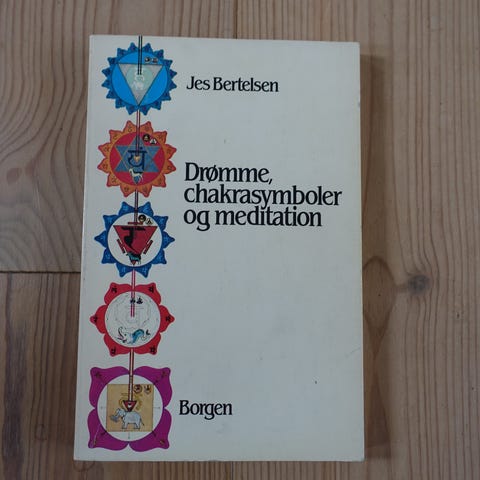 Jes Bertelsen
Drømme,
chakrasymboler
og meditation
Borgen